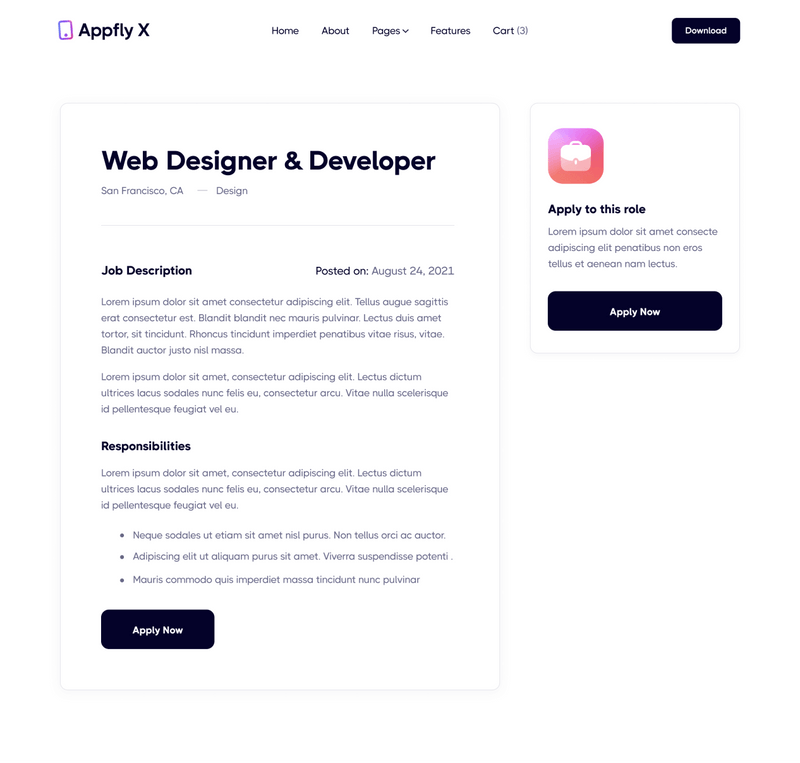 Appfly X
Home About Pages Features Cart (3)
Download
Web Designer & Developer
San Francisco, CA — Design
Job Description Posted on: August 24, 2021
Lorem ipsum dolor sit amet consectetur adipiscing elit. Tellus augue sagittis
erat consectetur est. Blandit blandit nec mauris pulvinar. Lectus duis amet
tortor, sit tincidunt. Rhoncus tincidunt imperdiet penatibus vitae risus, vitae.
Blandit auctor justo nisl massa.
Lorem ipsum dolor sit amet, consectetur adipiscing elit. Lectus dictum
ultrices lacus sodales nunc felis eu, consectetur arcu. Vitae nulla scelerisque
id pellentesque feugiat vel eu.
Responsibilities
Lorem ipsum dolor sit amet, consectetur adipiscing elit. Lectus dictum
ultrices lacus sodales nunc felis eu, consectetur arcu. Vitae nulla scelerisque
id pellentesque feugiat vel eu.
• Neque sodales ut etiam sit amet nisl purus. Non tellus orci ac auctor.
• Adipiscing elit ut aliquam purus sit amet. Viverra suspendisse potenti .
• Mauris commodo quis imperdiet massa tincidunt nunc pulvinar
Apply Now
Apply to this role
Lorem ipsum dolor sit amet consecte
adipiscing elit penatibus non eros
tellus et aenean nam lectus.
Apply Now